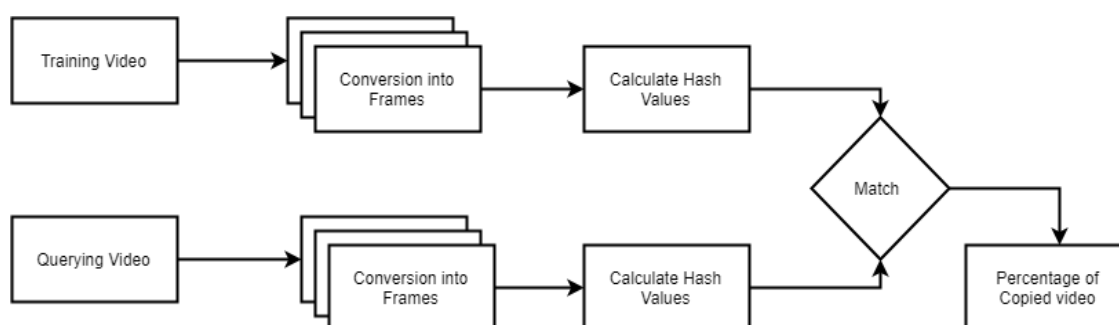 Training Video
Conversion into
Frames
Calculate Hash
Values
Match
Querying Video
Conversion into
Frames
Calculate Hash
Values
Percentage of
Copied video